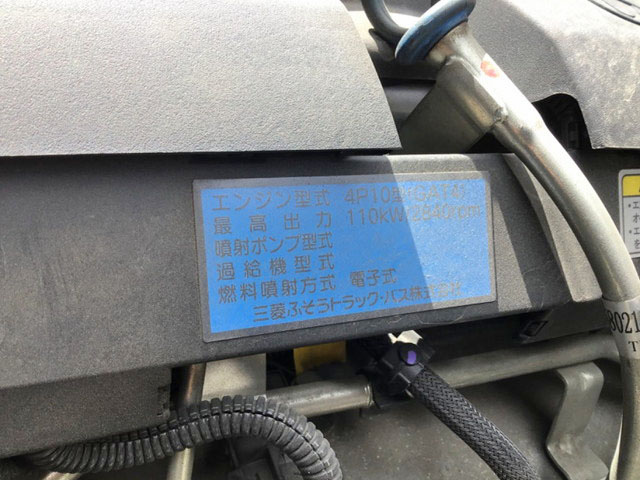 エンジン型式 4P10
最高出力 110kW/2840rpm
噴射ポンプ型式 -
過給機型式 -
燃料噴射方式 電子式
三菱ふそうトラック・バス株式会社
8021
T